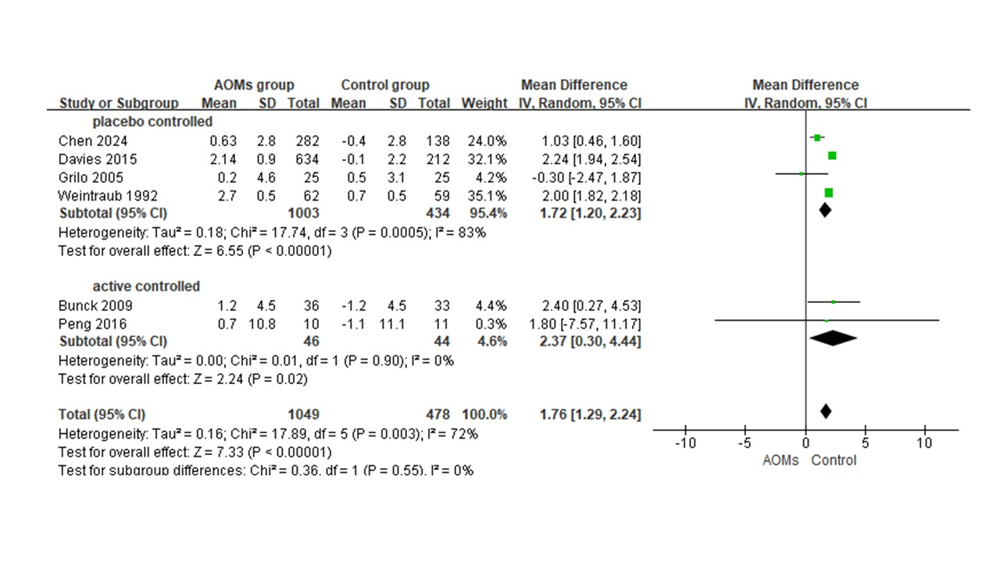 AOMs group Control group Mean Difference Mean Difference
Study or Subgroup Mean SD Total Mean SD Total Weight IV, Random, 95% CI IV, Random, 95% CI
placebo controlled
Chen 2024 0.63 2.8 282 -0.4 2.8 138 24.0% 1.03 [0.46, 1.60]
Davies 2015 2.14 0.9 634 -0.1 2.2 212 32.1% 2.24 [1.94, 2.54]
Grilo 2005 0.2 4.6 25 0.5 3.1 25 4.2% -0.30 [-2.47, 1.87]
Weintraub 1992 2.7 0.5 62 0.7 0.5 59 35.1% 2.00 [1.82, 2.18]
Subtotal (95% CI) 1003 434 95.4% 1.72 [1.20, 2.23]
Heterogeneity: Tau² = 0.18; Chi² = 17.74, df = 3 (P = 0.0005); I² = 83%
Test for overall effect: Z = 6.55 (P < 0.00001)
active controlled
Bunck 2009 1.2 4.5 36 -1.2 4.5 33 4.4% 2.40 [0.27, 4.53]
Peng 2016 0.7 10.8 10 -1.1 11.1 11 0.3% 1.80 [-7.57, 11.17]
Subtotal (95% CI) 46 44 4.6% 2.37 [0.30, 4.44]
Heterogeneity: Tau² = 0.00; Chi² = 0.01, df = 1 (P = 0.90); I² = 0%
Test for overall effect: Z = 2.24 (P = 0.02)
Total (95% CI) 1049 478 100.0% 1.76 [1.29, 2.24]
Heterogeneity: Tau² = 0.16; Chi² = 17.89, df = 5 (P = 0.003); I² = 72%
Test for overall effect: Z = 7.33 (P < 0.00001)
Test for subgroup differences: Chi² = 0.36, df = 1 (P = 0.55), I² = 0%
-10 -5 0 5 10
AOMs Control